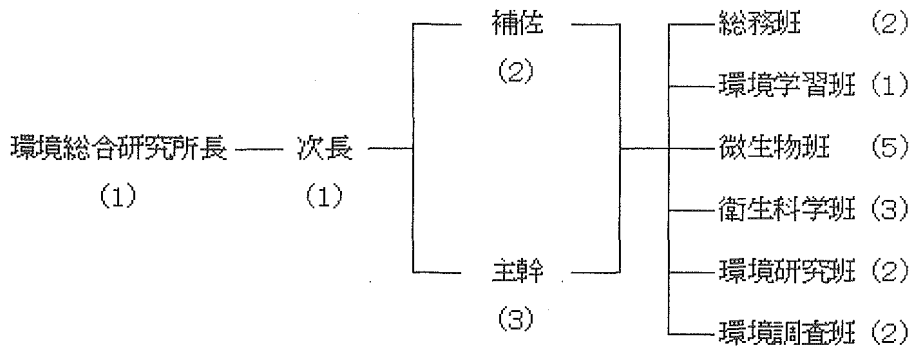 環境総合研究所長
(1)
次長
(1)
補佐
(2)
主幹
(3)
総務班 (2)
環境学習班 (1)
微生物班 (5)
衛生科学班 (3)
環境研究班 (2)
環境調査班 (2)